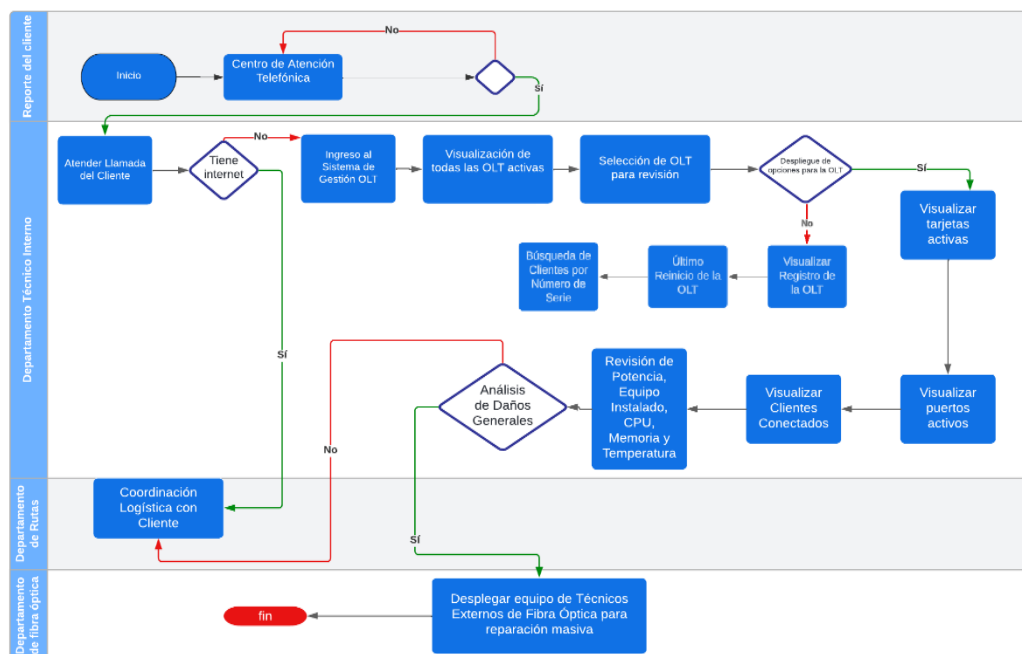 Reporte del cliente
No
Inicio
Centro de Atención
Telefónica
Sí
Departamento Técnico Interno
Atender Llamada
del Cliente
Tiene
internet
No
Ingreso al
Sistema de
Gestión OLT
Visualización de
todas las OLT activas
Selección de OLT
para revisión
Despliegue de
opciones para la OLT
Sí
Visualizar
tarjetas
activas
No
Búsqueda de
Clientes por
Número de
Serie
Último
Reinicio de la
OLT
Visualizar
Registro de
la OLT
Sí
No
Análisis
de Daños
Generales
Revisión de
Potencia,
Equipo
Instalado,
CPU,
Memoria y
Temperatura
Visualizar
Clientes
Conectados
Visualizar
puertos
activos
Departamento
de Rutas
Coordinación
Logística con
Cliente
Sí
Departamento
de fibra óptica
fin
Desplegar equipo de Técnicos
Externos de Fibra Óptica para
reparación masiva